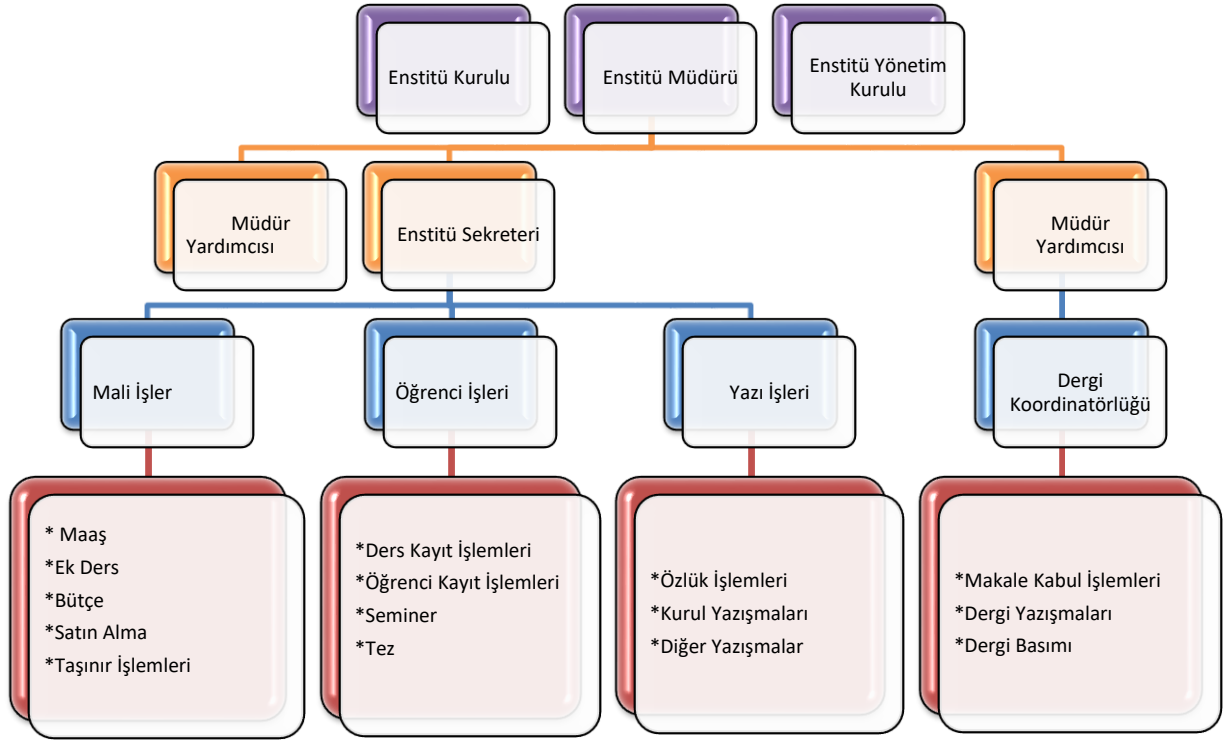 Enstitü Kurulu
Enstitü Müdürü
Enstitü Yönetim
Kurulu
Müdür
Yardımcısı
Enstitü Sekreteri
Müdür
Yardımcısı
Mali İşler
Öğrenci İşleri
Yazı İşleri
Dergi
Koordinatörlüğü
* Maaş
*Ek Ders
*Bütçe
*Satın Alma
*Taşınır İşlemleri
*Ders Kayıt İşlemleri
*Öğrenci Kayıt İşlemleri
*Seminer
*Tez
*Özlük İşlemleri
*Kurul Yazışmaları
*Diğer Yazışmalar
*Makale Kabul İşlemleri
*Dergi Yazışmaları
*Dergi Basımı